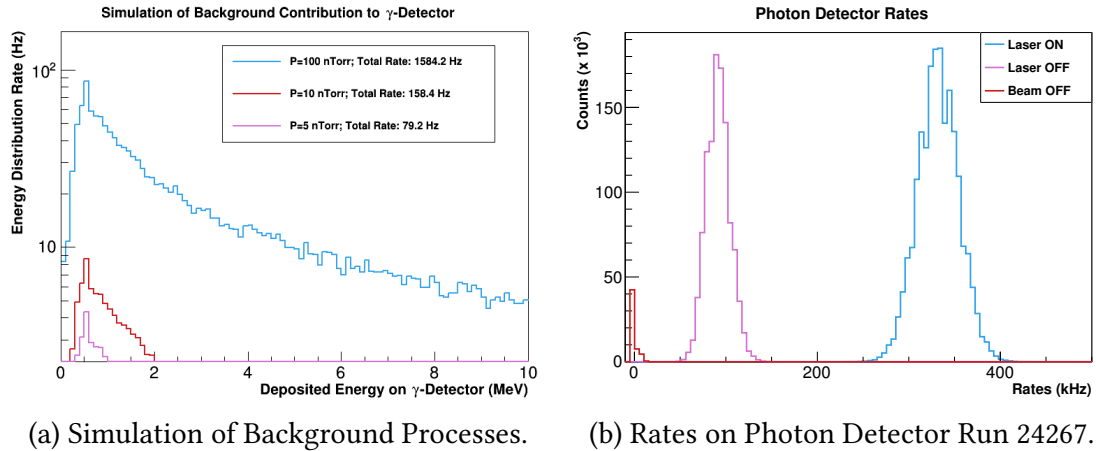 Simulation of Background Contribution to γ-Detector
Energy Distribution Rate (Hz)
10²
10
P=100 nTorr; Total Rate: 1584.2 Hz
P=10 nTorr; Total Rate: 158.4 Hz
P=5 nTorr; Total Rate: 79.2 Hz
0 2 4 6 8 10
Deposited Energy on γ-Detector (MeV)
(a) Simulation of Background Processes.
Photon Detector Rates
Counts (x 10³)
150
100
50
0
Laser ON
Laser OFF
Beam OFF
0 200 400
Rates (kHz)
(b) Rates on Photon Detector Run 24267.